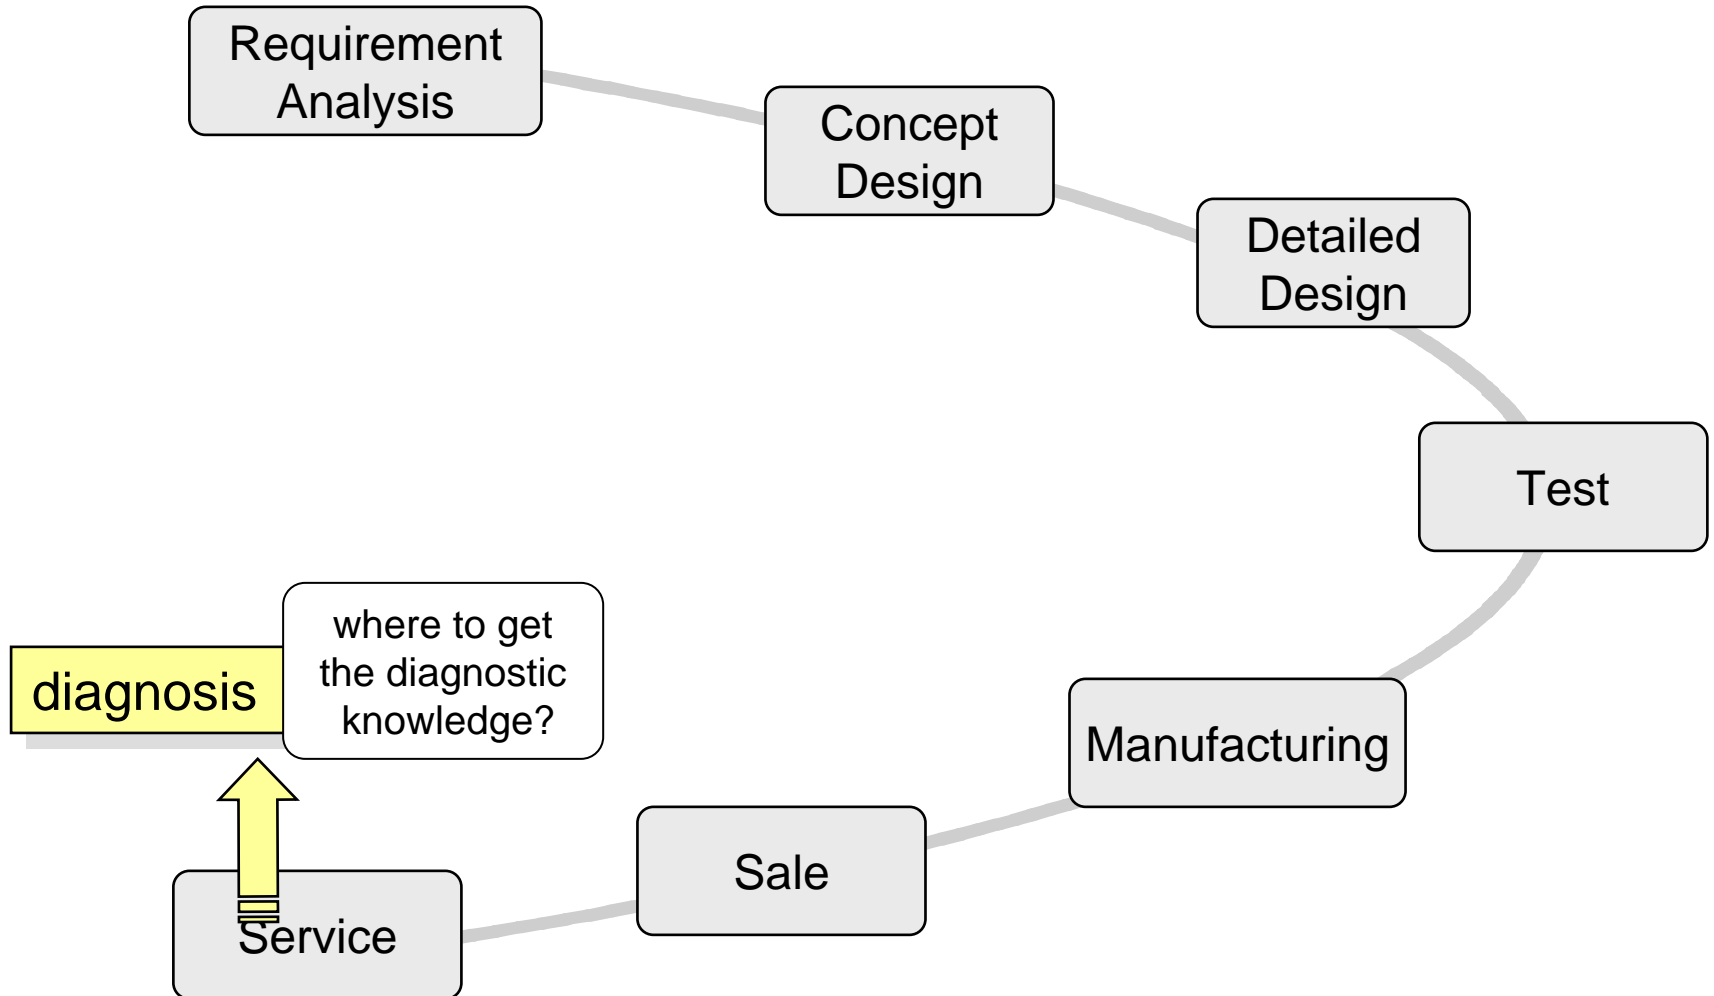 Requirement
Analysis
Concept
Design
Detailed
Design
Test
where to get
the diagnostic
knowledge?
diagnosis
Manufacturing
Sale
Service